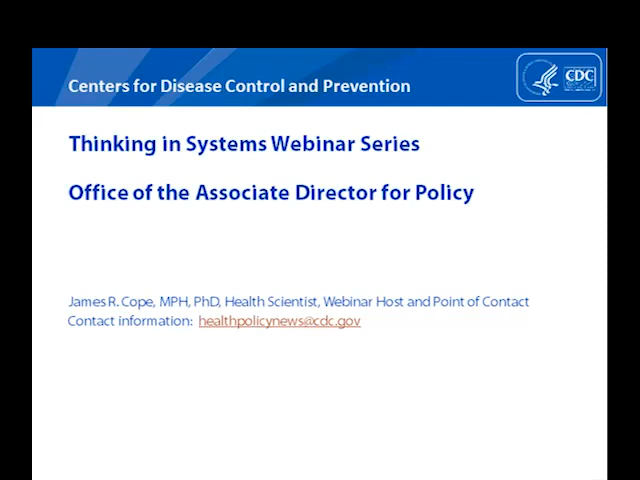 Centers for Disease Control and Prevention
CDC
Thinking in Systems Webinar Series
Office of the Associate Director for Policy
James R. Cope, MPH, PhD, Health Scientist, Webinar Host and Point of Contact
Contact information: healthpolicynews@cdc.gov